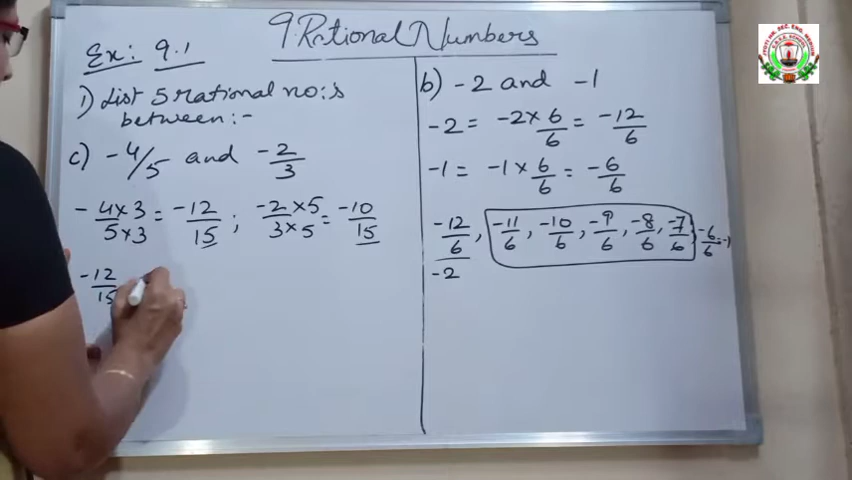 9. Rational Numbers
Ex: 9.1
1) List 5 rational no:s
between:-
c) -4/5 and -2/3
-4×3/5×3 = -12/15 ; -2×5/3×5 = -10/15
-12/15
b) -2 and -1
-2 = -2×6/6 = -12/6
-1 = -1×6/6 = -6/6
-12/6, -11/6, -10/6, -9/6, -8/6, -7/6, -6/6=-1
-2